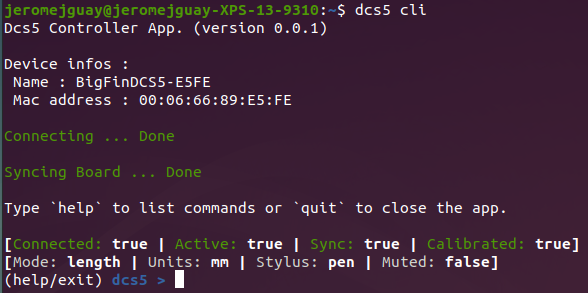 jeromejguay@jeromejguay-XPS-13-9310:~$ dcs5 cli
Dcs5 Controller App. (version 0.0.1)
Device infos :
Name : BigFinDCS5-E5FE
Mac address : 00:06:66:89:E5:FE
Connecting ... Done
Syncing Board ... Done
Type `help` to list commands or `quit` to close the app.
[Connected: true | Active: true | Sync: true | Calibrated: true]
[Mode: length | Units: mm | Stylus: pen | Muted: false]
(help/exit) dcs5 >